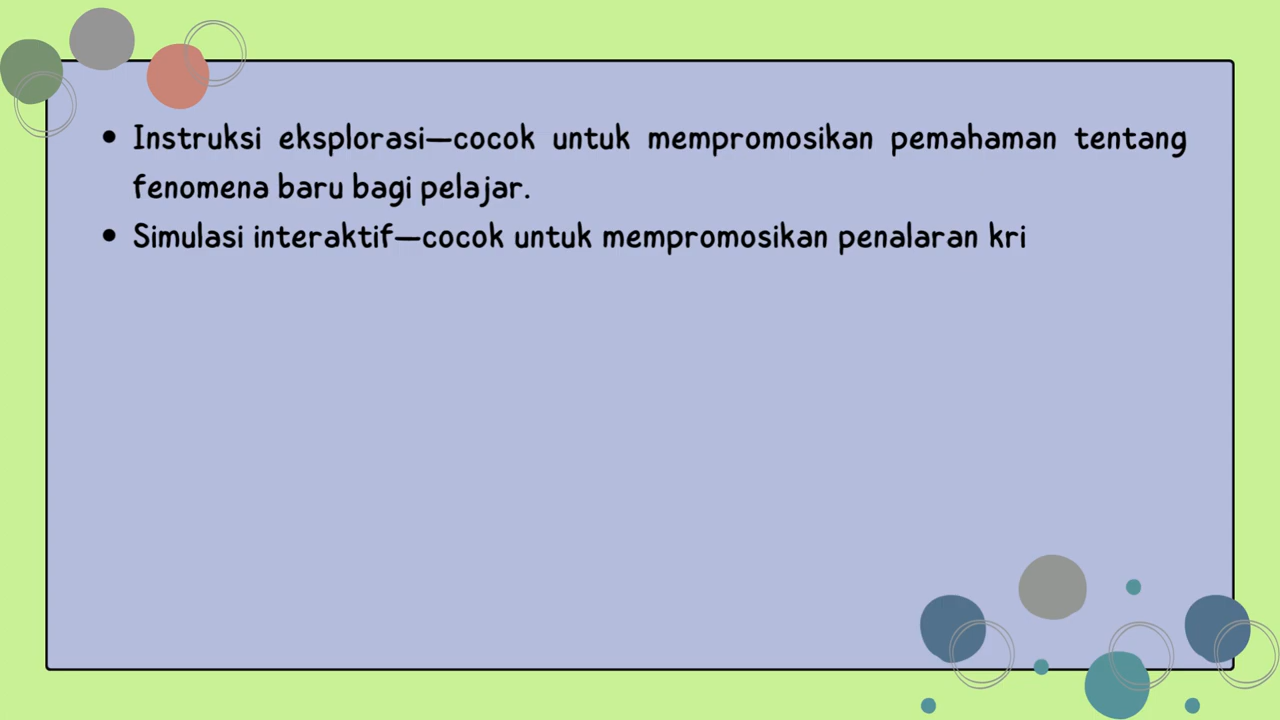 • Instruksi eksplorasi—cocok untuk mempromosikan pemahaman tentang
fenomena baru bagi pelajar.
• Simulasi interaktif—cocok untuk mempromosikan penalaran kri